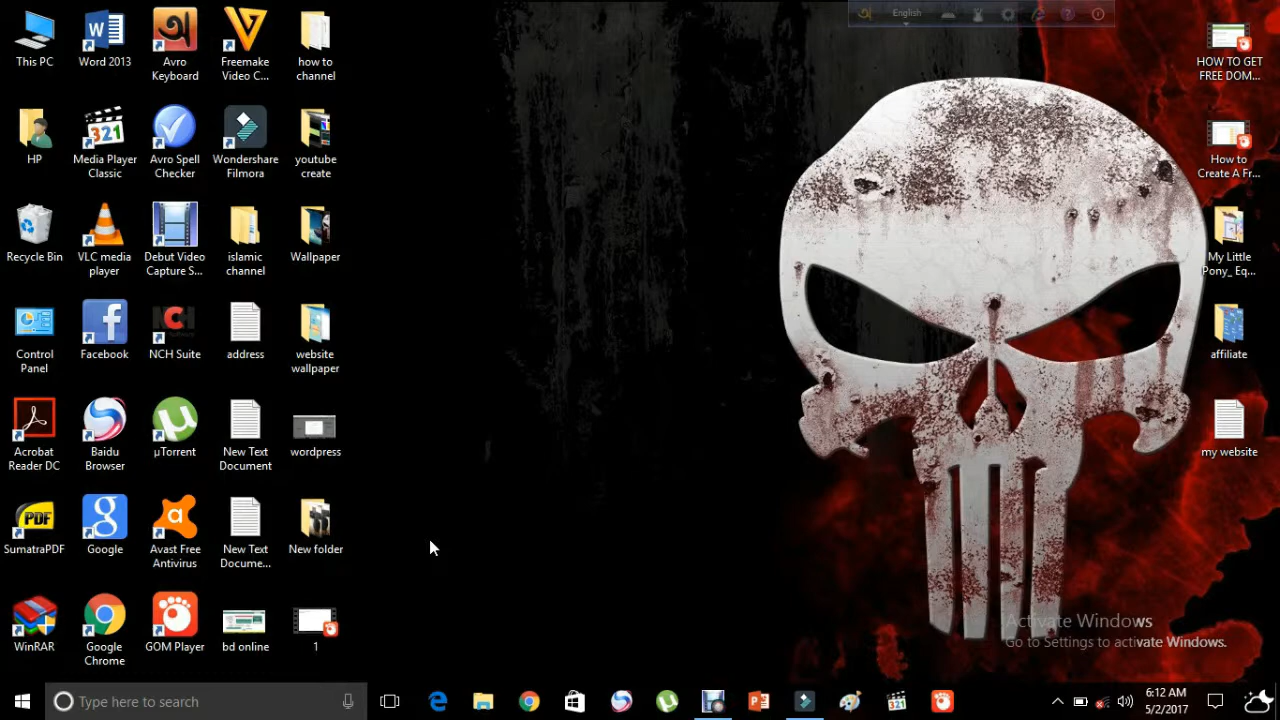 This PC
Word 2013
Avro
Keyboard
Freemake
Video C...
how to
channel
HP
Media Player
Classic
Avro Spell
Checker
Wondershare
Filmora
youtube
create
Recycle Bin
VLC media
player
Debut Video
Capture S...
islamic
channel
Wallpaper
Control
Panel
Facebook
NCH Suite
address
website
wallpaper
Acrobat
Reader DC
Baidu
Browser
µTorrent
New Text
Document
wordpress
SumatraPDF
Google
Avast Free
Antivirus
New Text
Docume...
New folder
WinRAR
Google
Chrome
GOM Player
bd online
1
English
HOW TO GET
FREE DOM...
How to
Create A Fr...
My Little
Pony_ Eq...
affiliate
my website
Activate Windows
Go to Settings to activate Windows.
Type here to search
6:12 AM
5/2/2017
321
PDF
NCH
321